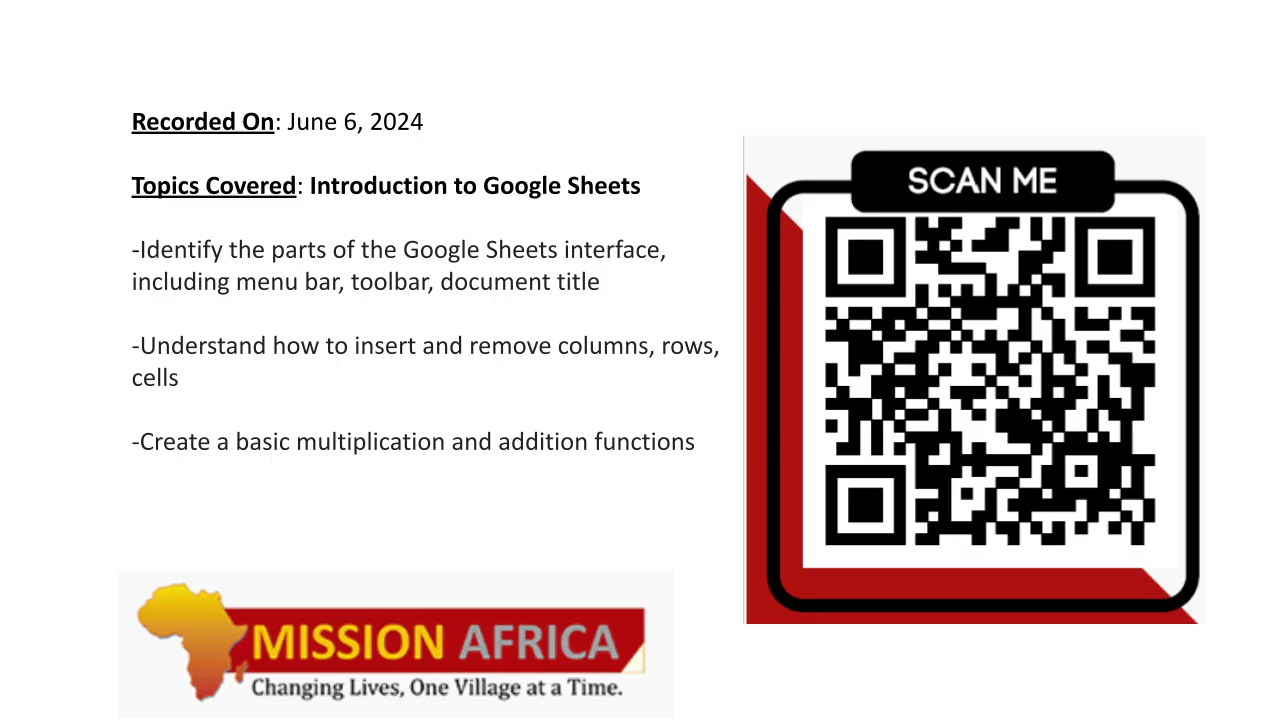 Recorded On: June 6, 2024
Topics Covered: Introduction to Google Sheets
-Identify the parts of the Google Sheets interface,
including menu bar, toolbar, document title
-Understand how to insert and remove columns, rows,
cells
-Create a basic multiplication and addition functions
SCAN ME
MISSION AFRICA
Changing Lives, One Village at a Time.